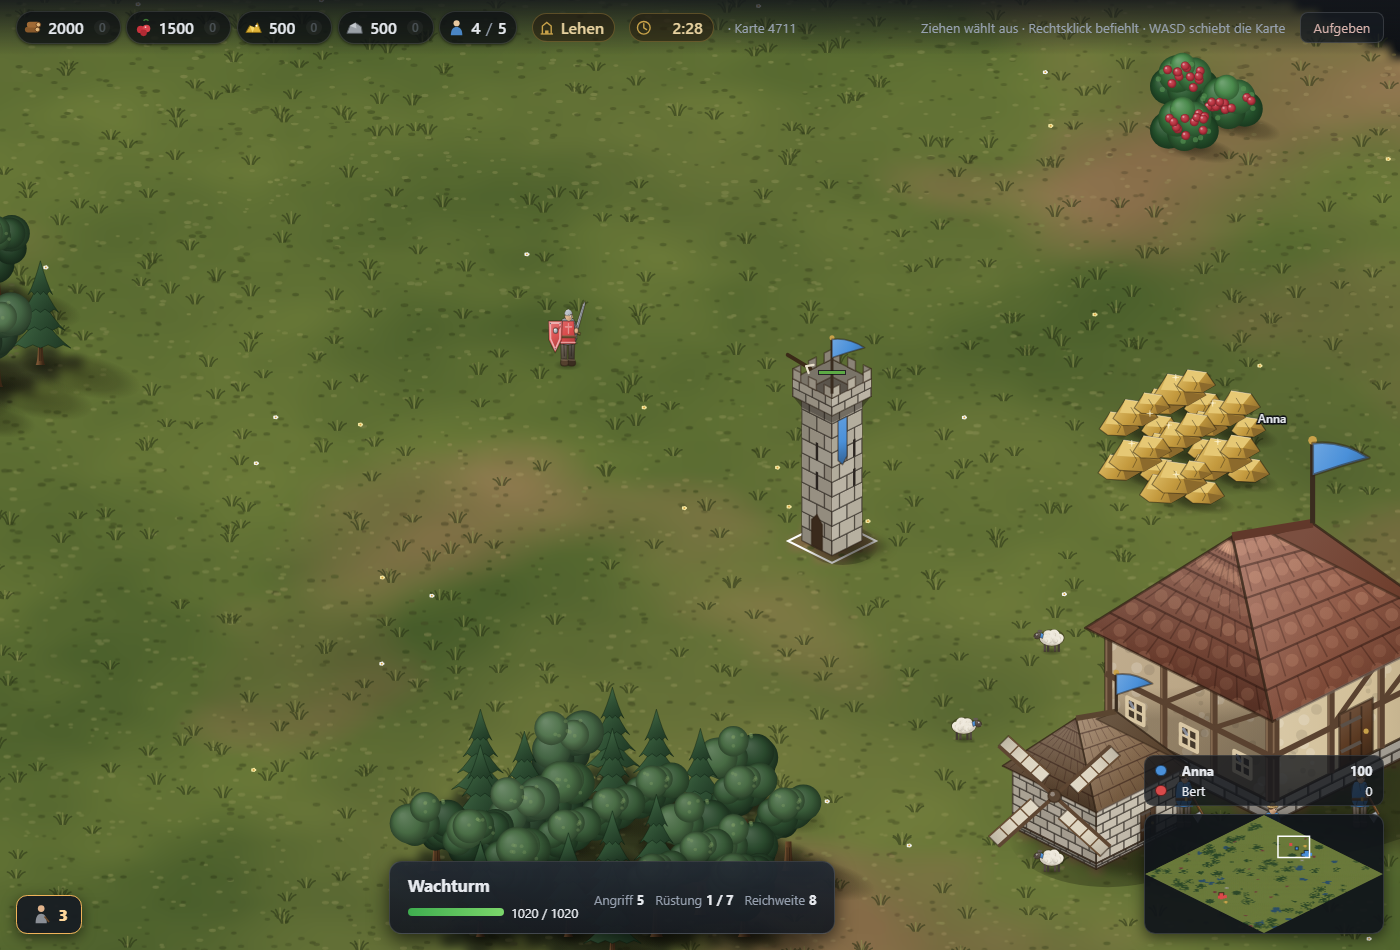 2000 0 1500 0 500 0 500 0 4 / 5 Lehen 2:28 · Karte 4711 Ziehen wählt aus · Rechtsklick befiehlt · WASD schiebt die Karte Aufgeben
Anna
Anna 100
Bert 0
Wachturm
1020 / 1020 Angriff 5 Rüstung 1 / 7 Reichweite 8
3